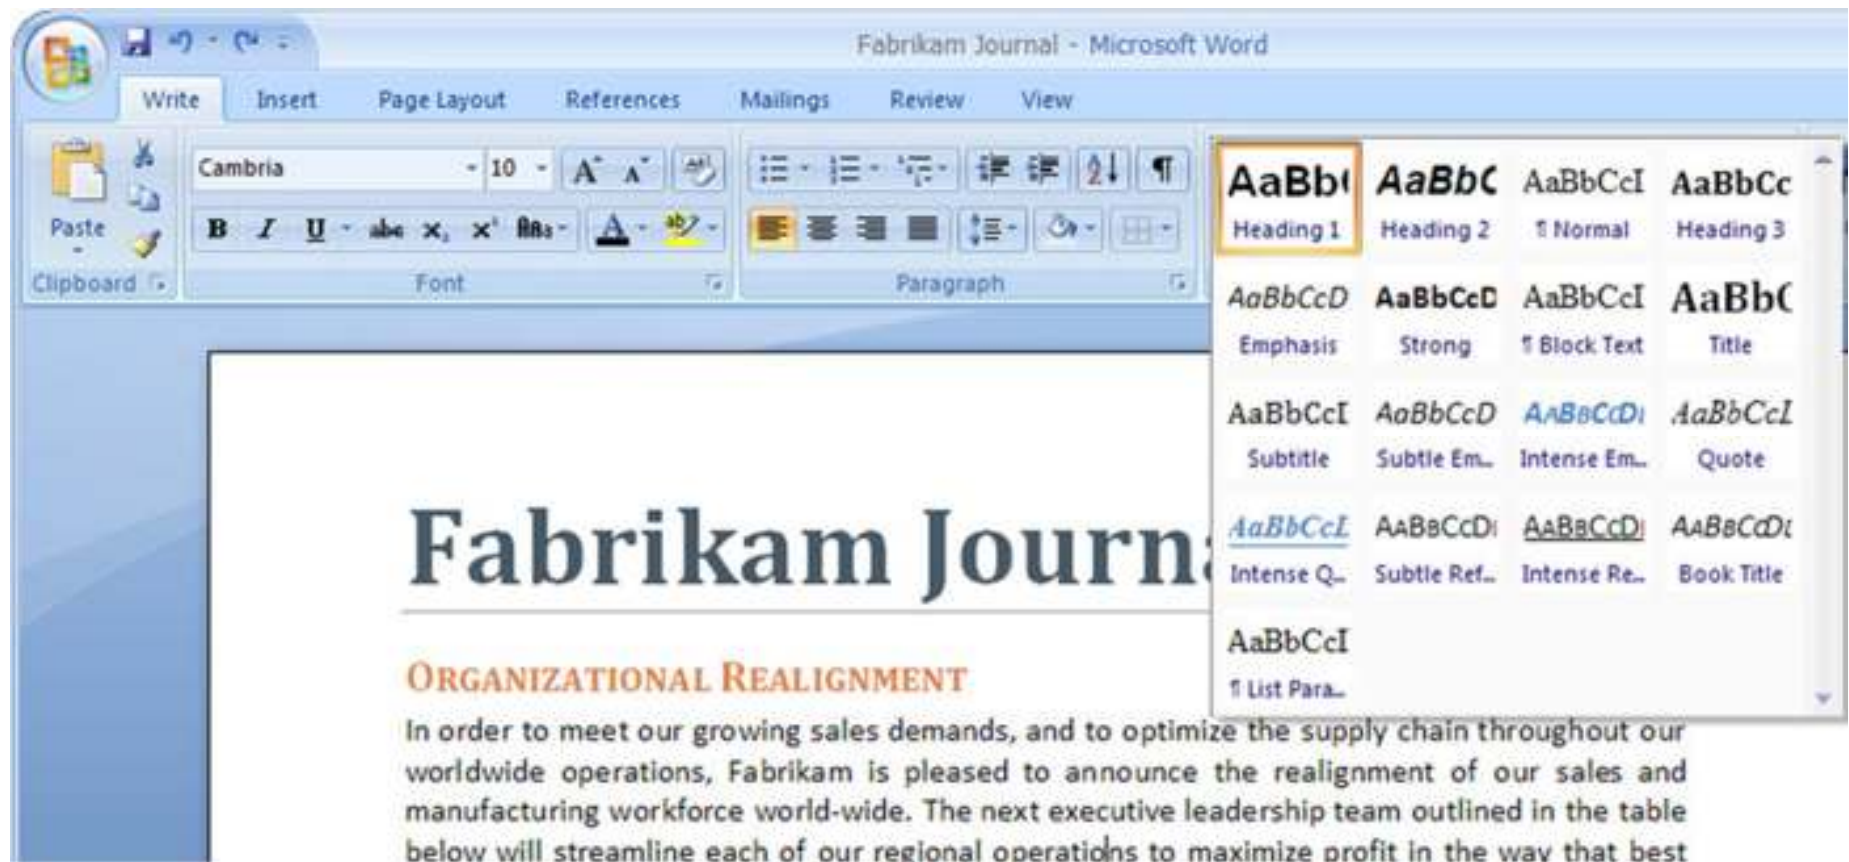 Fabrikam Journal - Microsoft Word
Write Insert Page Layout References Mailings Review View
Cambria 10
Paste
B I U abc
Clipboard Font Paragraph
AaBb AaBbC AaBbCcI AaBbCc
Heading 1 Heading 2 ¶ Normal Heading 3
AaBbCcD AaBbCcD AaBbCcI AaBbC
Emphasis Strong ¶ Block Text Title
AaBbCcI AaBbCcD AABBCCDI AaBbCcL
Subtitle Subtle Em... Intense Em... Quote
AaBbCcL AABBCCDI AABBCCDI AABBCCDI
Intense Q... Subtle Ref... Intense Re... Book Title
AaBbCcI
¶ List Para...
Fabrikam Journ
ORGANIZATIONAL REALIGNMENT
In order to meet our growing sales demands, and to optimize the supply chain throughout our
worldwide operations, Fabrikam is pleased to announce the realignment of our sales and
manufacturing workforce world-wide. The next executive leadership team outlined in the table
below will streamline each of our regional operations to maximize profit in the way that best